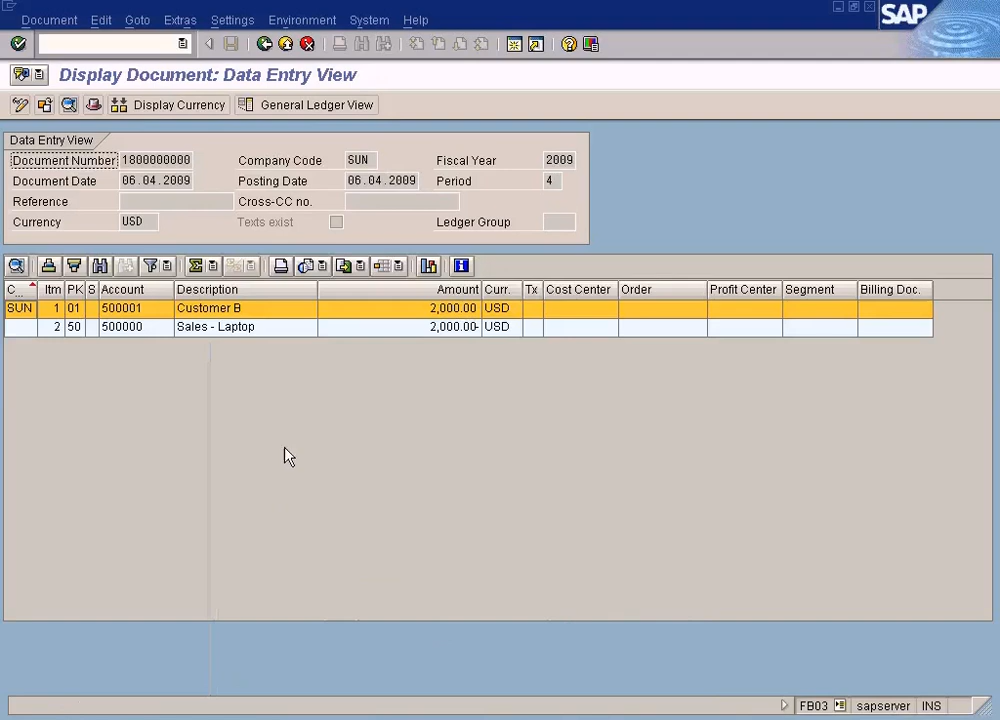 Document Edit Goto Extras Settings Environment System Help
SAP
Display Document: Data Entry View
Display Currency General Ledger View
Data Entry View
Document Number 1800000000 Company Code SUN Fiscal Year 2009
Document Date 06.04.2009 Posting Date 06.04.2009 Period 4
Reference Cross-CC no.
Currency USD Texts exist Ledger Group
C... Itm PK S Account Description Amount Curr. Tx Cost Center Order Profit Center Segment Billing Doc.
SUN 1 01 500001 Customer B 2,000.00 USD
2 50 500000 Sales - Laptop 2,000.00- USD
FB03 sapserver INS